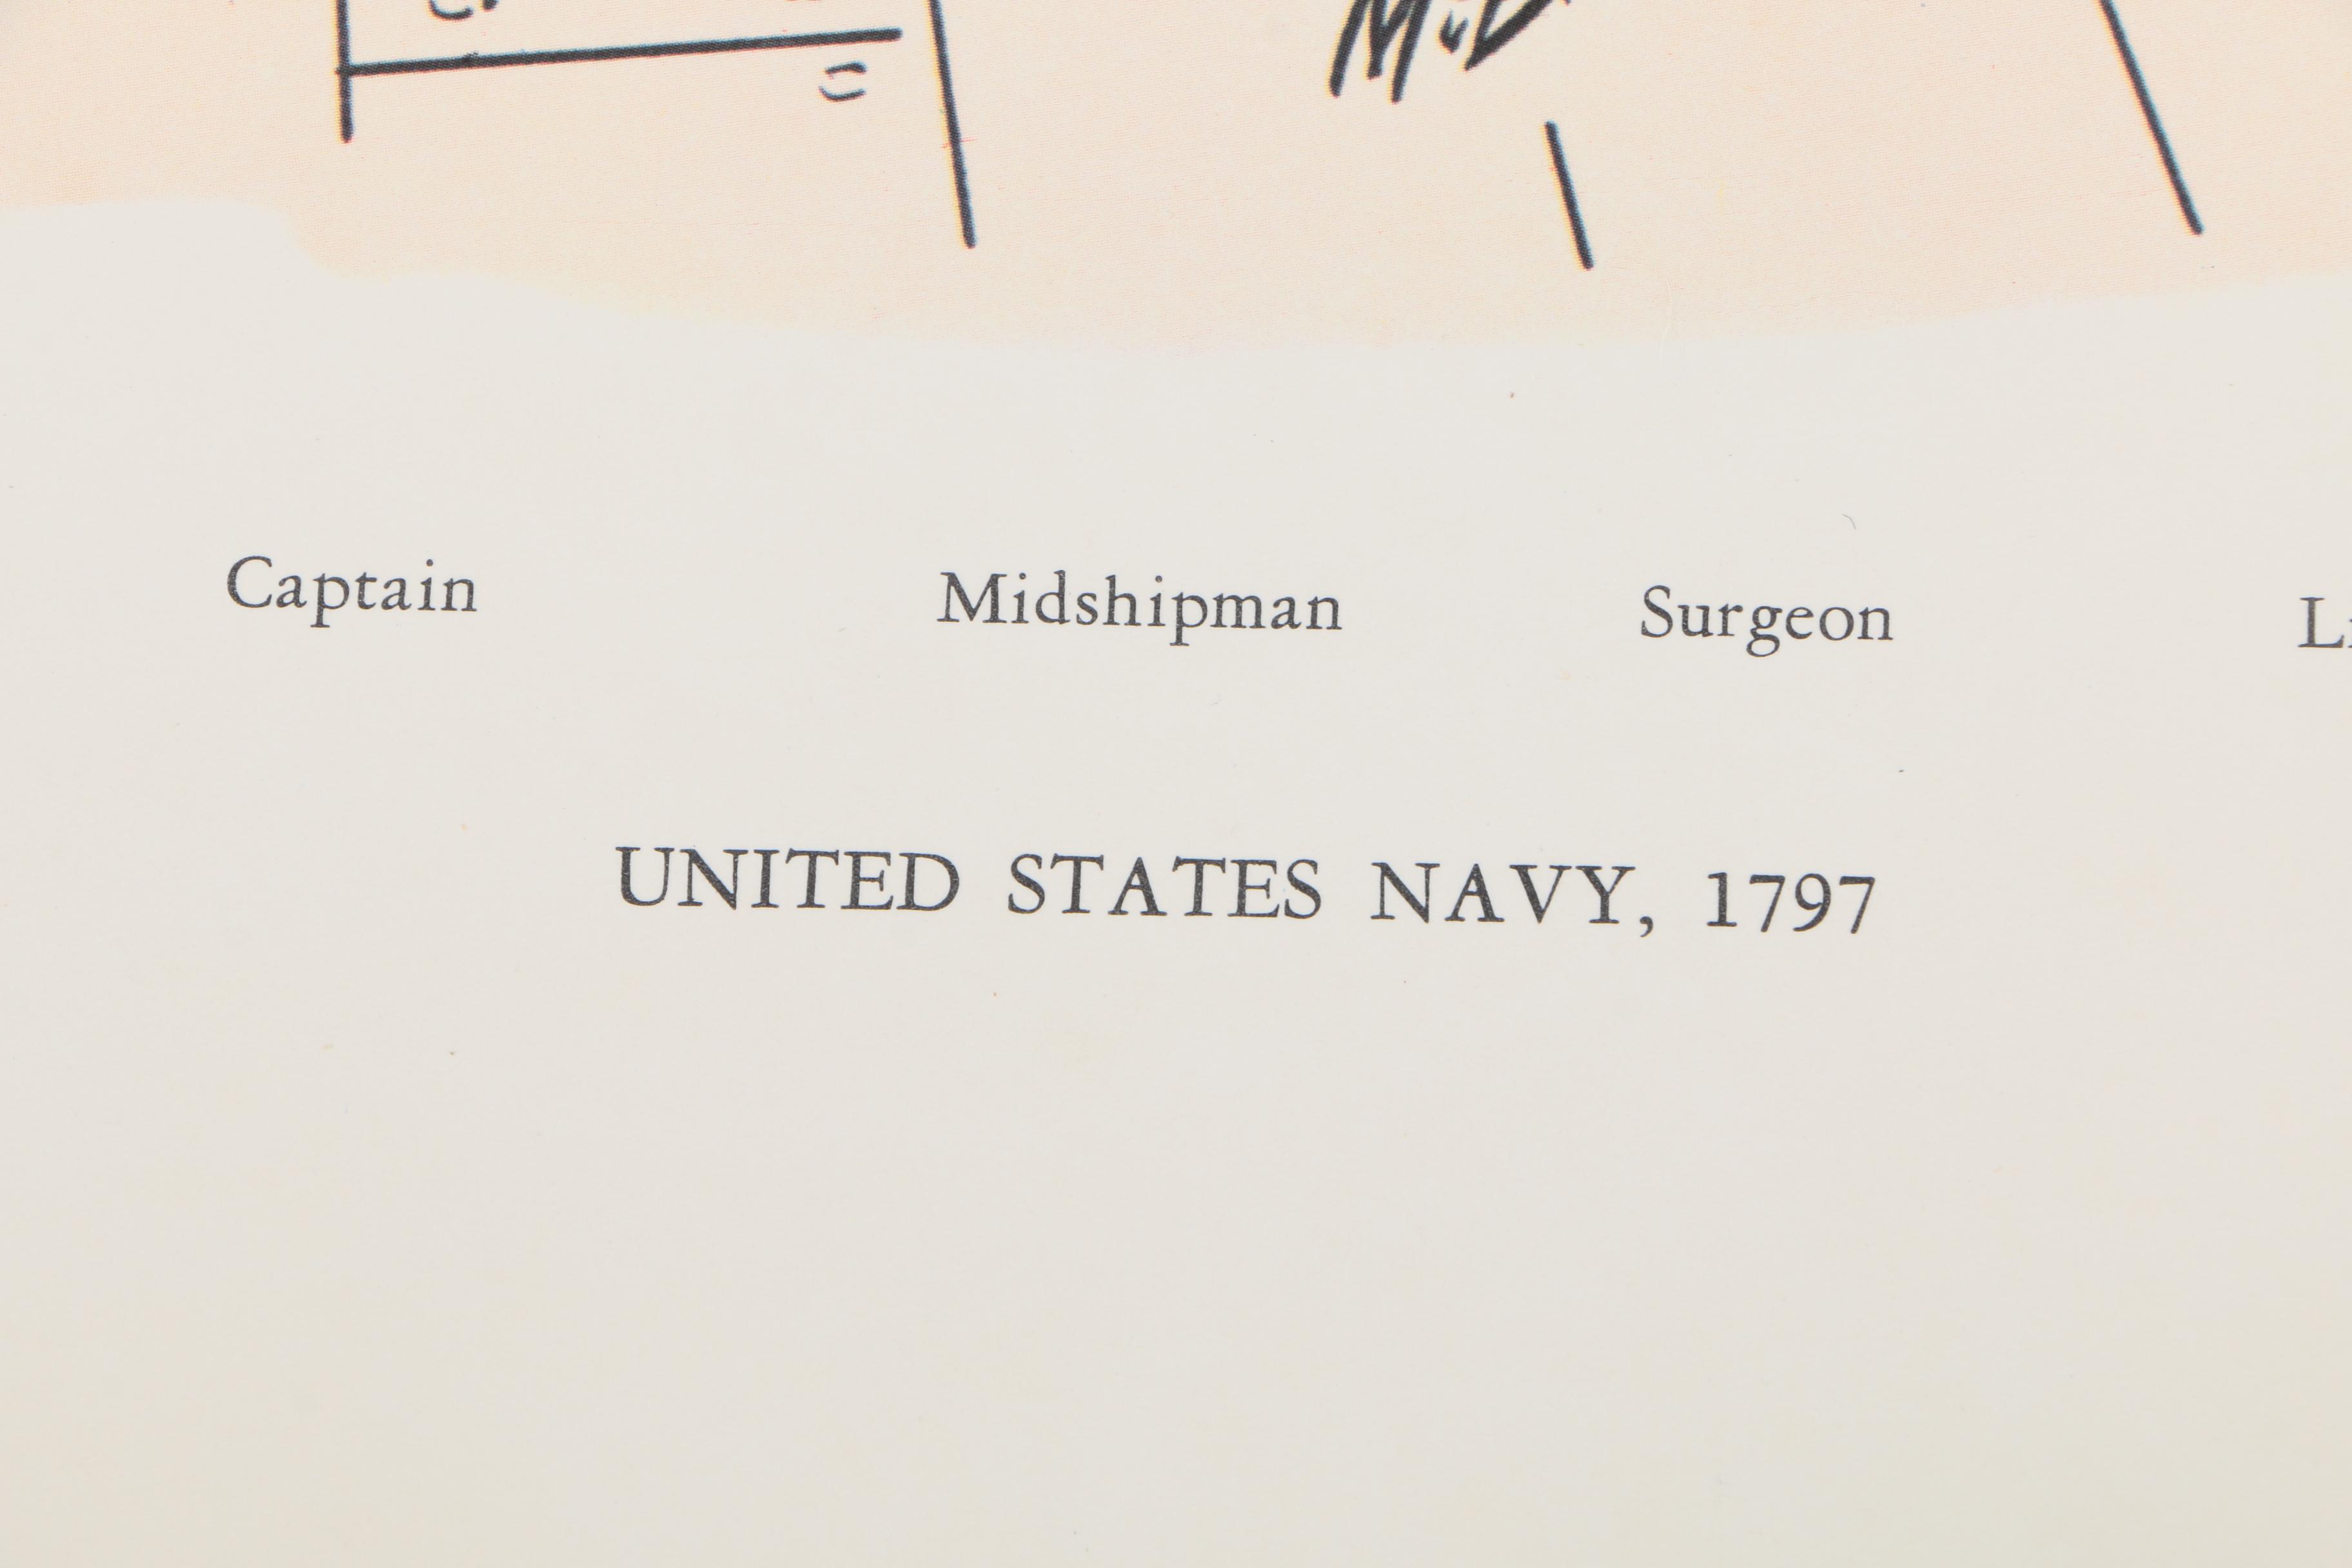 Captain Midshipman Surgeon
UNITED STATES NAVY, 1797